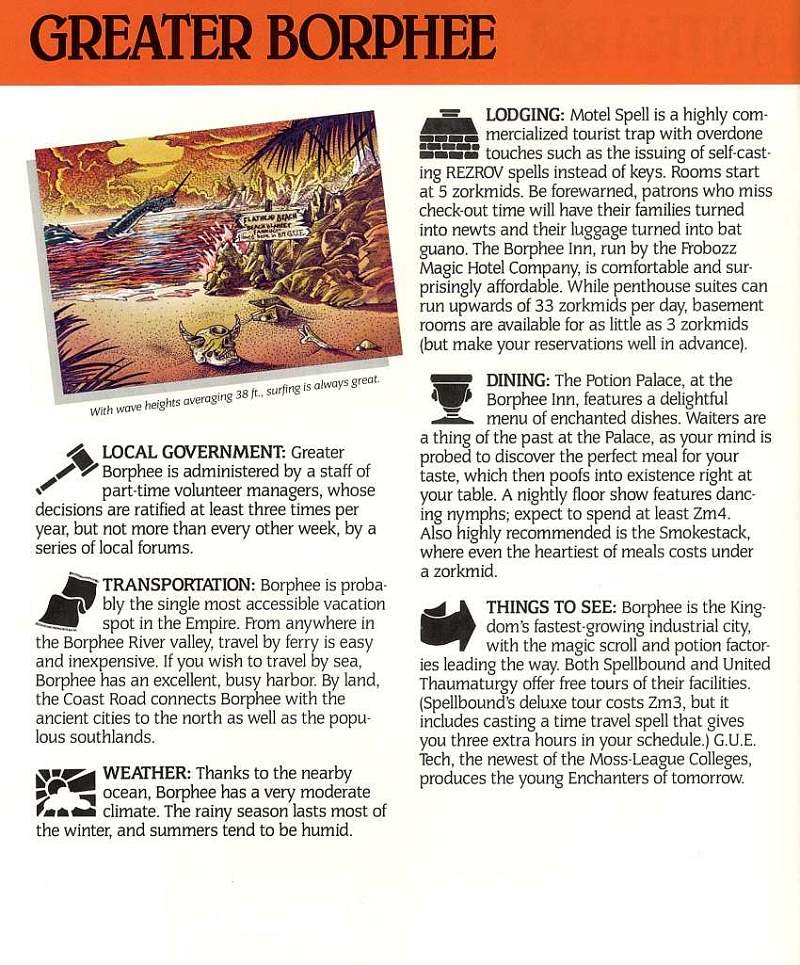 GREATER BORPHEE
FLATHEAD BEACH
With wave heights averaging 38 ft., surfing is always great.
LOCAL GOVERNMENT: Greater
Borphee is administered by a staff of
part-time volunteer managers, whose
decisions are ratified at least three times per
year, but not more than every other week, by a
series of local forums.
TRANSPORTATION: Borphee is proba-
bly the single most accessible vacation
spot in the Empire. From anywhere in
the Borphee River valley, travel by ferry is easy
and inexpensive. If you wish to travel by sea,
Borphee has an excellent, busy harbor. By land,
the Coast Road connects Borphee with the
ancient cities to the north as well as the popu-
lous southlands.
WEATHER: Thanks to the nearby
ocean, Borphee has a very moderate
climate. The rainy season lasts most of
the winter, and summers tend to be humid.
LODGING: Motel Spell is a highly com-
mercialized tourist trap with overdone
touches such as the issuing of self-cast-
ing REZROV spells instead of keys. Rooms start
at 5 zorkmids. Be forewarned, patrons who miss
check-out time will have their families turned
into newts and their luggage turned into bat
guano. The Borphee Inn, run by the Frobozz
Magic Hotel Company, is comfortable and sur-
prisingly affordable. While penthouse suites can
run upwards of 33 zorkmids per day, basement
rooms are available for as little as 3 zorkmids
(but make your reservations well in advance).
DINING: The Potion Palace, at the
Borphee Inn, features a delightful
menu of enchanted dishes. Waiters are
a thing of the past at the Palace, as your mind is
probed to discover the perfect meal for your
taste, which then poofs into existence right at
your table. A nightly floor show features danc-
ing nymphs; expect to spend at least Zm4.
Also highly recommended is the Smokestack,
where even the heartiest of meals costs under
a zorkmid.
THINGS TO SEE: Borphee is the King-
dom's fastest-growing industrial city,
with the magic scroll and potion factor-
ies leading the way. Both Spellbound and United
Thaumaturgy offer free tours of their facilities.
(Spellbound's deluxe tour costs Zm3, but it
includes casting a time travel spell that gives
you three extra hours in your schedule.) G.U.E.
Tech, the newest of the Moss-League Colleges,
produces the young Enchanters of tomorrow.